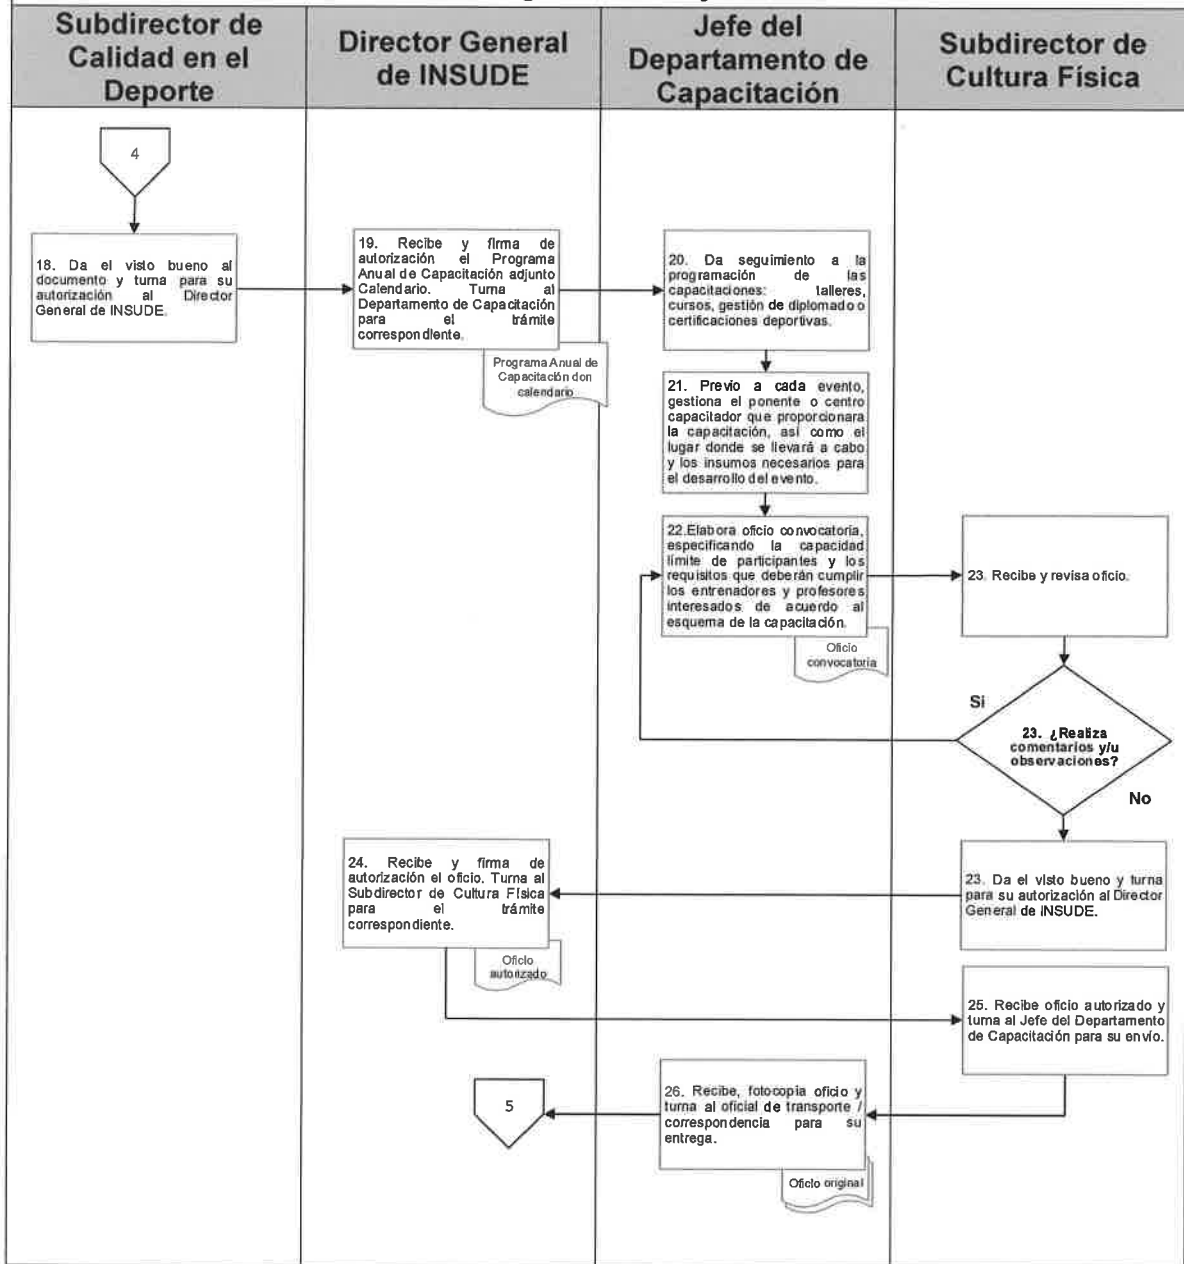 Subdirector de
Calidad en el
Deporte
Director General
de INSUDE
Jefe del
Departamento de
Capacitación
Subdirector de
Cultura Física
4
18. Da el visto bueno al
documento y turna para su
autorización al Director
General de INSUDE.
19. Recibe y firma de
autorización el Programa
Anual de Capacitación adjunto
Calendario. Turna al
Departamento de Capacitación
para el trámite
correspondiente.
Programa Anual de
Capacitación don
calendario
20. Da seguimiento a la
programación de las
capacitaciones: talleres,
cursos, gestión de diplomado o
certificaciones deportivas.
21. Previo a cada evento,
gestiona el ponente o centro
capacitador que proporcionara
la capacitación, así como el
lugar donde se llevará a cabo
y los insumos necesarios para
el desarrollo del evento.
22.Elabora oficio convocatoria,
especificando la capacidad
límite de participantes y los
requisitos que deberán cumplir
los entrenadores y profesores
interesados de acuerdo al
esquema de la capacitación.
Oficio
convocatoria
23. Recibe y revisa oficio.
Si
23. ¿Realiza
comentarios y/u
observaciones?
No
23. Da el visto bueno y turna
para su autorización al Director
General de INSUDE.
24. Recibe y firma de
autorización el oficio. Turna al
Subdirector de Cultura Física
para el trámite
correspondiente.
Oficio
autorizado
25. Recibe oficio autorizado y
turna al Jefe del Departamento
de Capacitación para su envío.
26. Recibe, fotocopia oficio y
turna al oficial de transporte /
correspondencia para su
entrega.
Oficio original
5